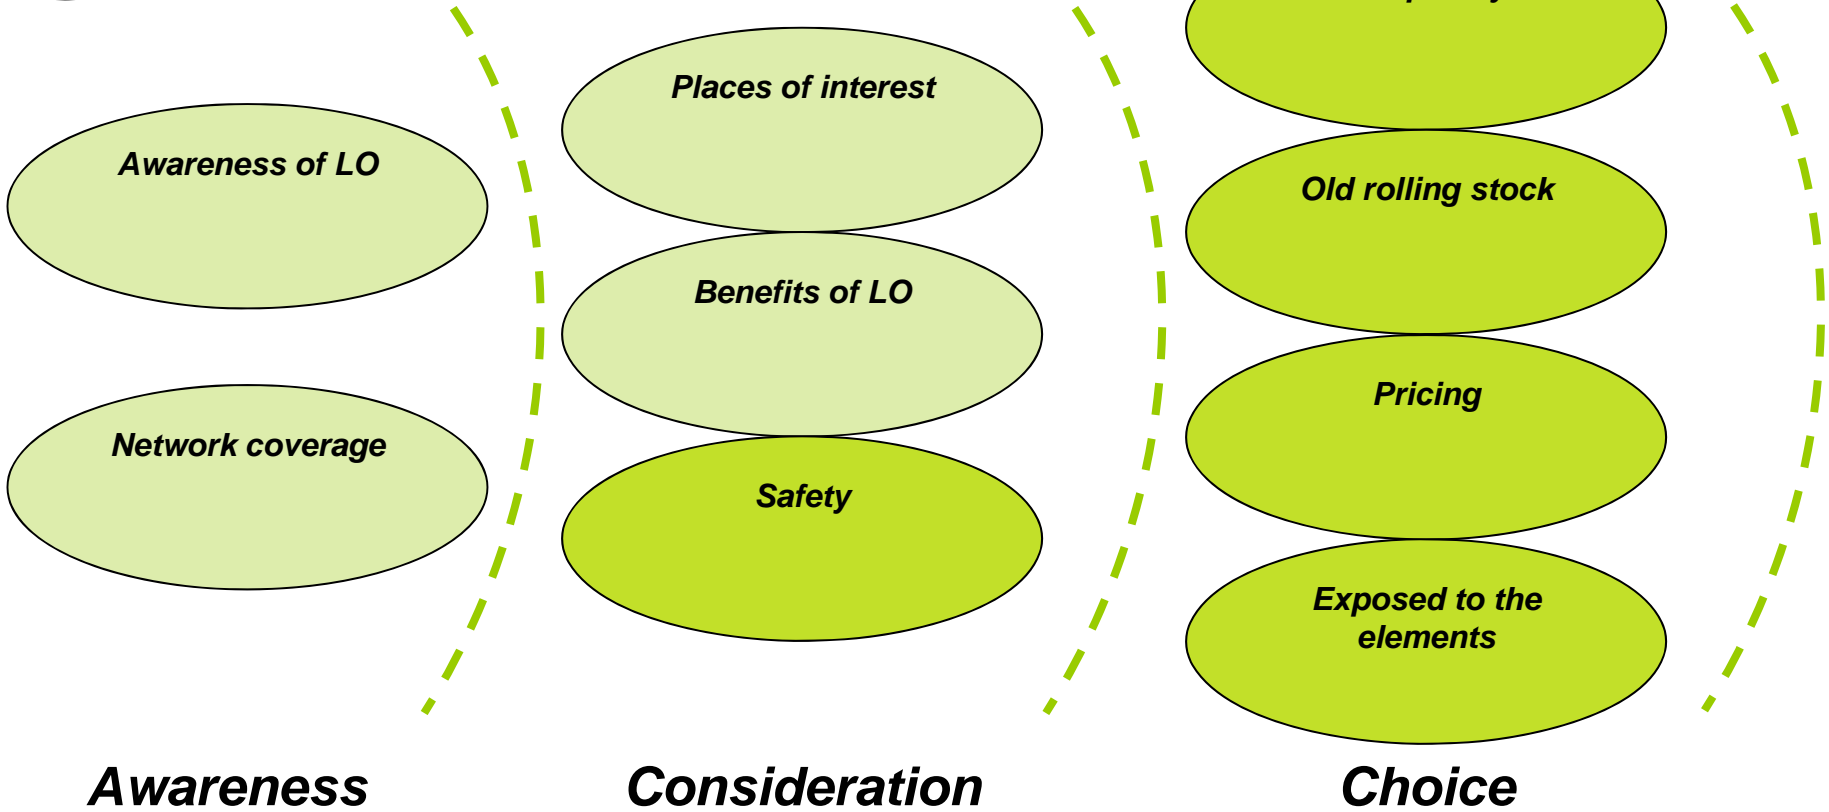 Places of interest
Awareness of LO
Old rolling stock
Benefits of LO
Pricing
Network coverage
Safety
Exposed to the
elements
Awareness
Consideration
Choice